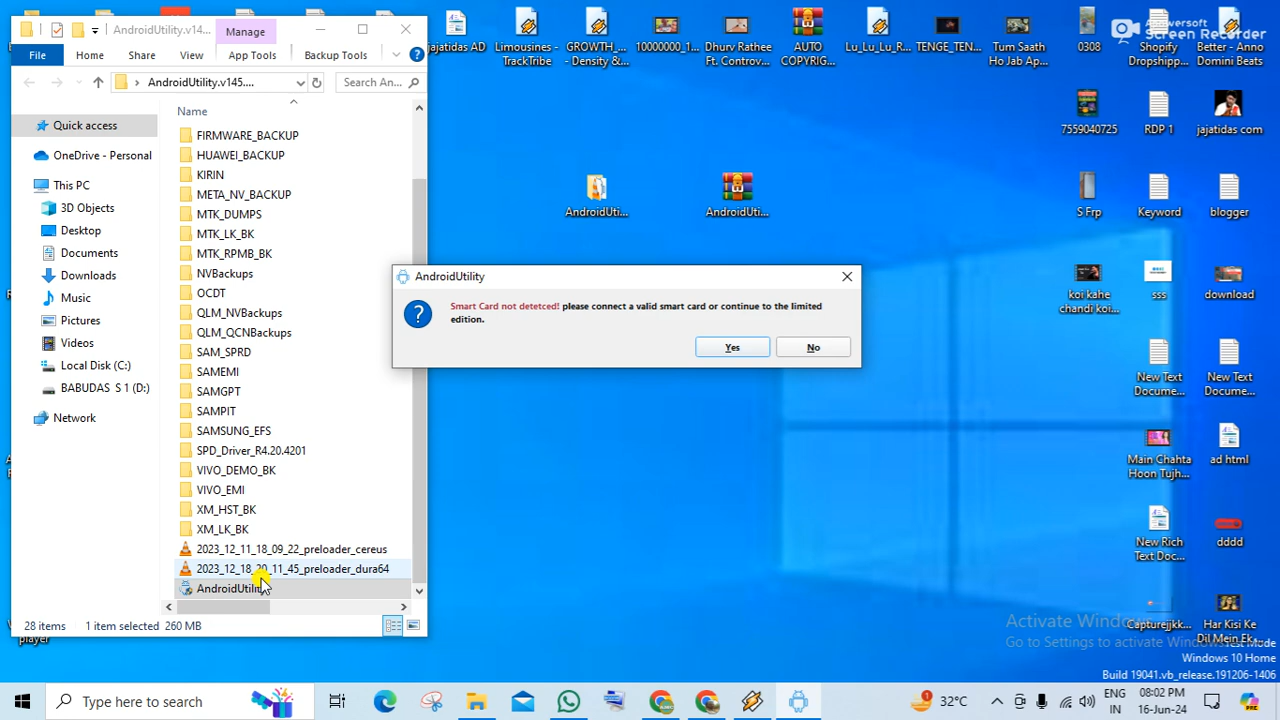 AndroidUtility.v14...
Manage
File
Home
Share
View
App Tools
Backup Tools
AndroidUtility.v145....
Search An...
Name
Quick access
OneDrive - Personal
This PC
3D Objects
Desktop
Documents
Downloads
Music
Pictures
Videos
Local Disk (C:)
BABUDAS S 1 (D:)
Network
FIRMWARE_BACKUP
HUAWEI_BACKUP
KIRIN
META_NV_BACKUP
MTK_DUMPS
MTK_LK_BK
MTK_RPMB_BK
NVBackups
OCDT
QLM_NVBackups
QLM_QCNBackups
SAM_SPRD
SAMEMI
SAMGPT
SAMPIT
SAMSUNG_EFS
SPD_Driver_R4.20.4201
VIVO_DEMO_BK
VIVO_EMI
XM_HST_BK
XM_LK_BK
2023_12_11_18_09_22_preloader_cereus
2023_12_18_20_11_45_preloader_dura64
AndroidUtility
28 items
1 item selected 260 MB
player
AndroidUtility
Smart Card not detetced! please connect a valid smart card or continue to the limited
edition.
Yes
No
jajatidas AD
Limousines -
TrackTribe
GROWTH_...
- Density &...
10000000_1...
Dhurv Rathee
Ft. Controv...
AUTO
COPYRIG...
Lu_Lu_Lu_R...
TENGE_TEN...
Tum Saath
Ho Jab Ap...
0308
Shopify
Dropshipp...
Better - Anno
Domini Beats
Apowersoft
Screen Recorder
7559040725
RDP 1
jajatidas com
AndroidUti...
AndroidUti...
S Frp
Keyword
blogger
koi kahe
chandi koi...
sss
download
New Text
Docume...
New Text
Docume...
Main Chahta
Hoon Tujh...
ad html
New Rich
Text Doc...
dddd
Capturejjkk...
Har Kisi Ke
Dil Mein Ek...
Activate Windows
Go to Settings to activate Windows.
Test Mode
Windows 10 Home
Build 19041.vb_release.191206-1406
Type here to search
32°C
ENG
IN
08:02 PM
16-Jun-24